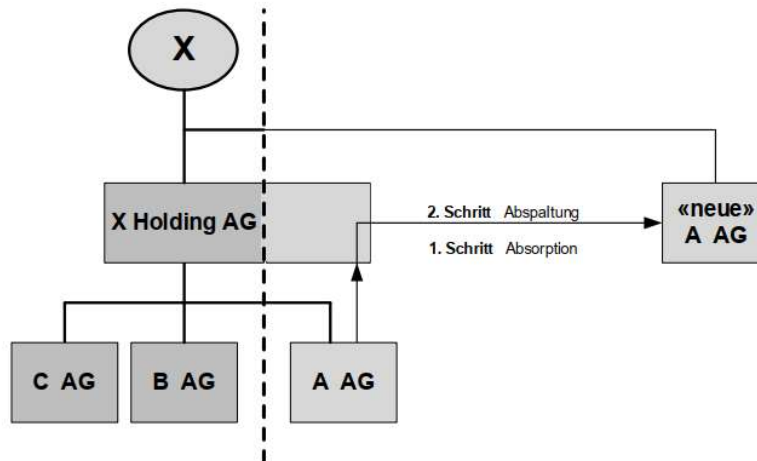 X
X Holding AG
2. Schritt Abspaltung
1. Schritt Absorption
«neue»
A AG
C AG
B AG
A AG